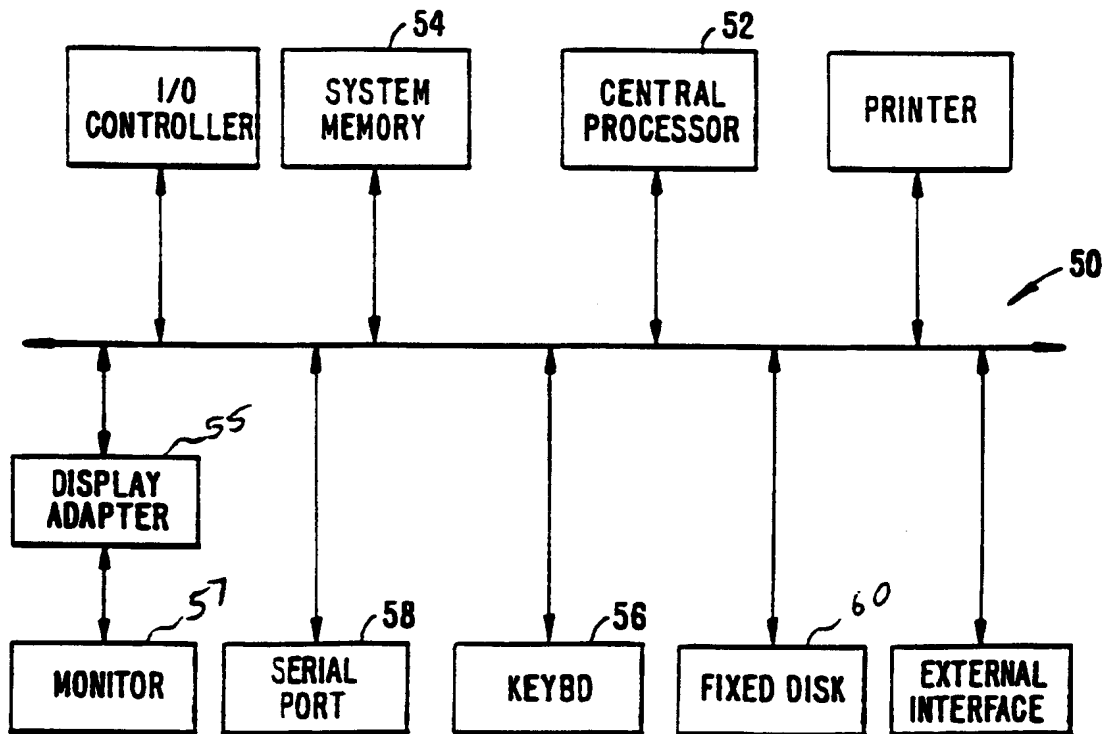 54
52
I/O
CONTROLLER
SYSTEM
MEMORY
CENTRAL
PROCESSOR
PRINTER
50
55
DISPLAY
ADAPTER
57
58
56
60
MONITOR
SERIAL
PORT
KEYBD
FIXED DISK
EXTERNAL
INTERFACE